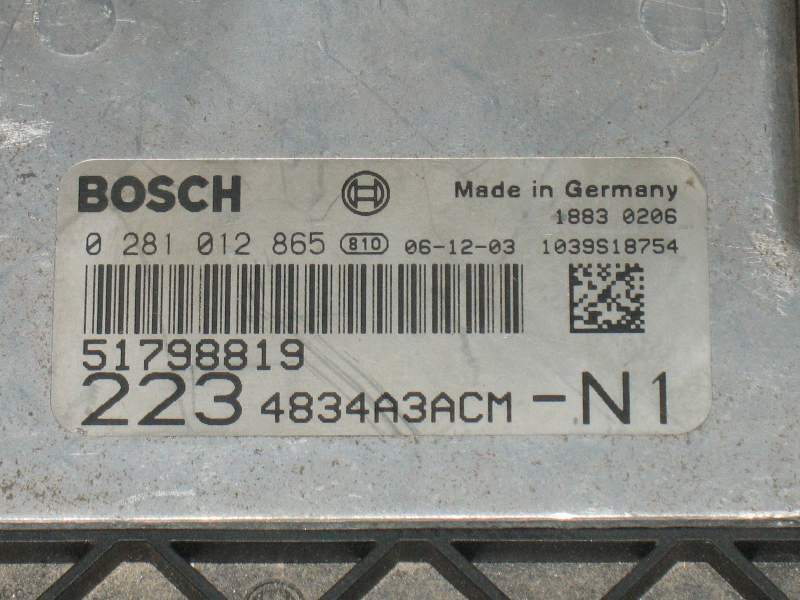 BOSCH Made in Germany
1883 0206
0 281 012 865 810 06-12-03 1039S18754
51798819
223 4834A3ACM -N1